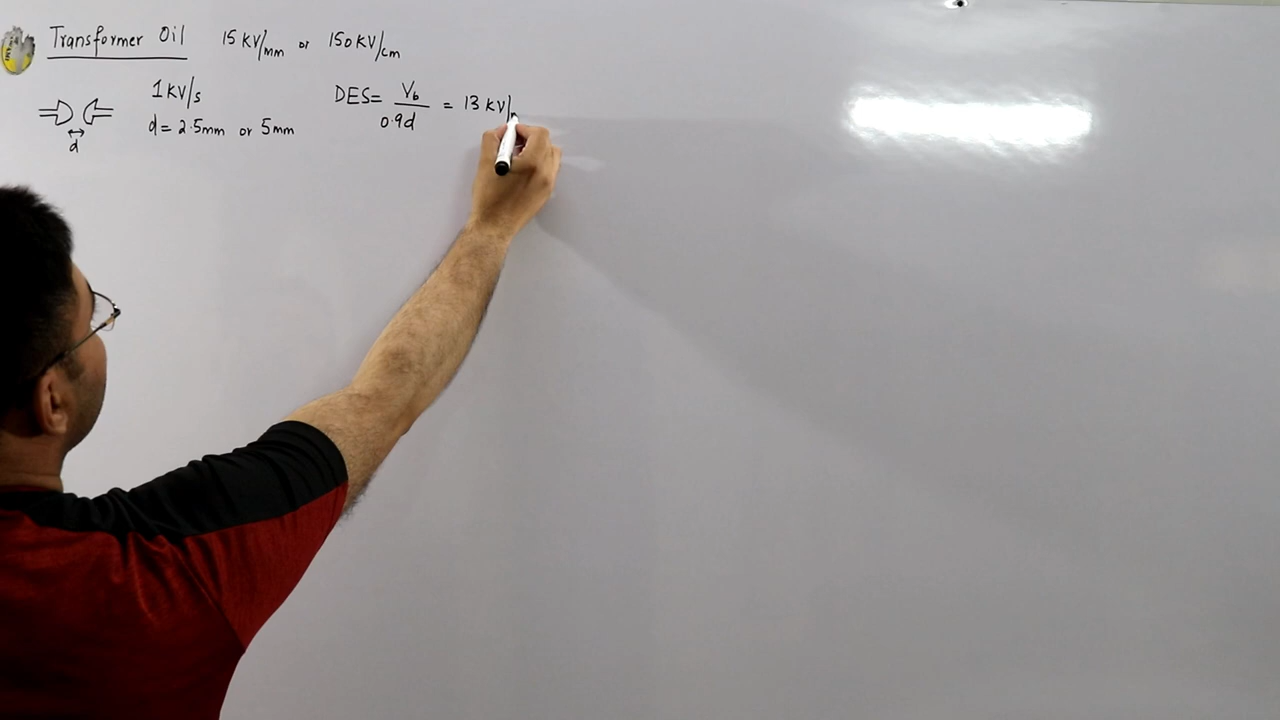 Transformer Oil 15 KV/mm or 150 KV/cm
1 KV/s
d = 2.5mm or 5mm
d
DES= Vb / 0.9d = 13 KV/